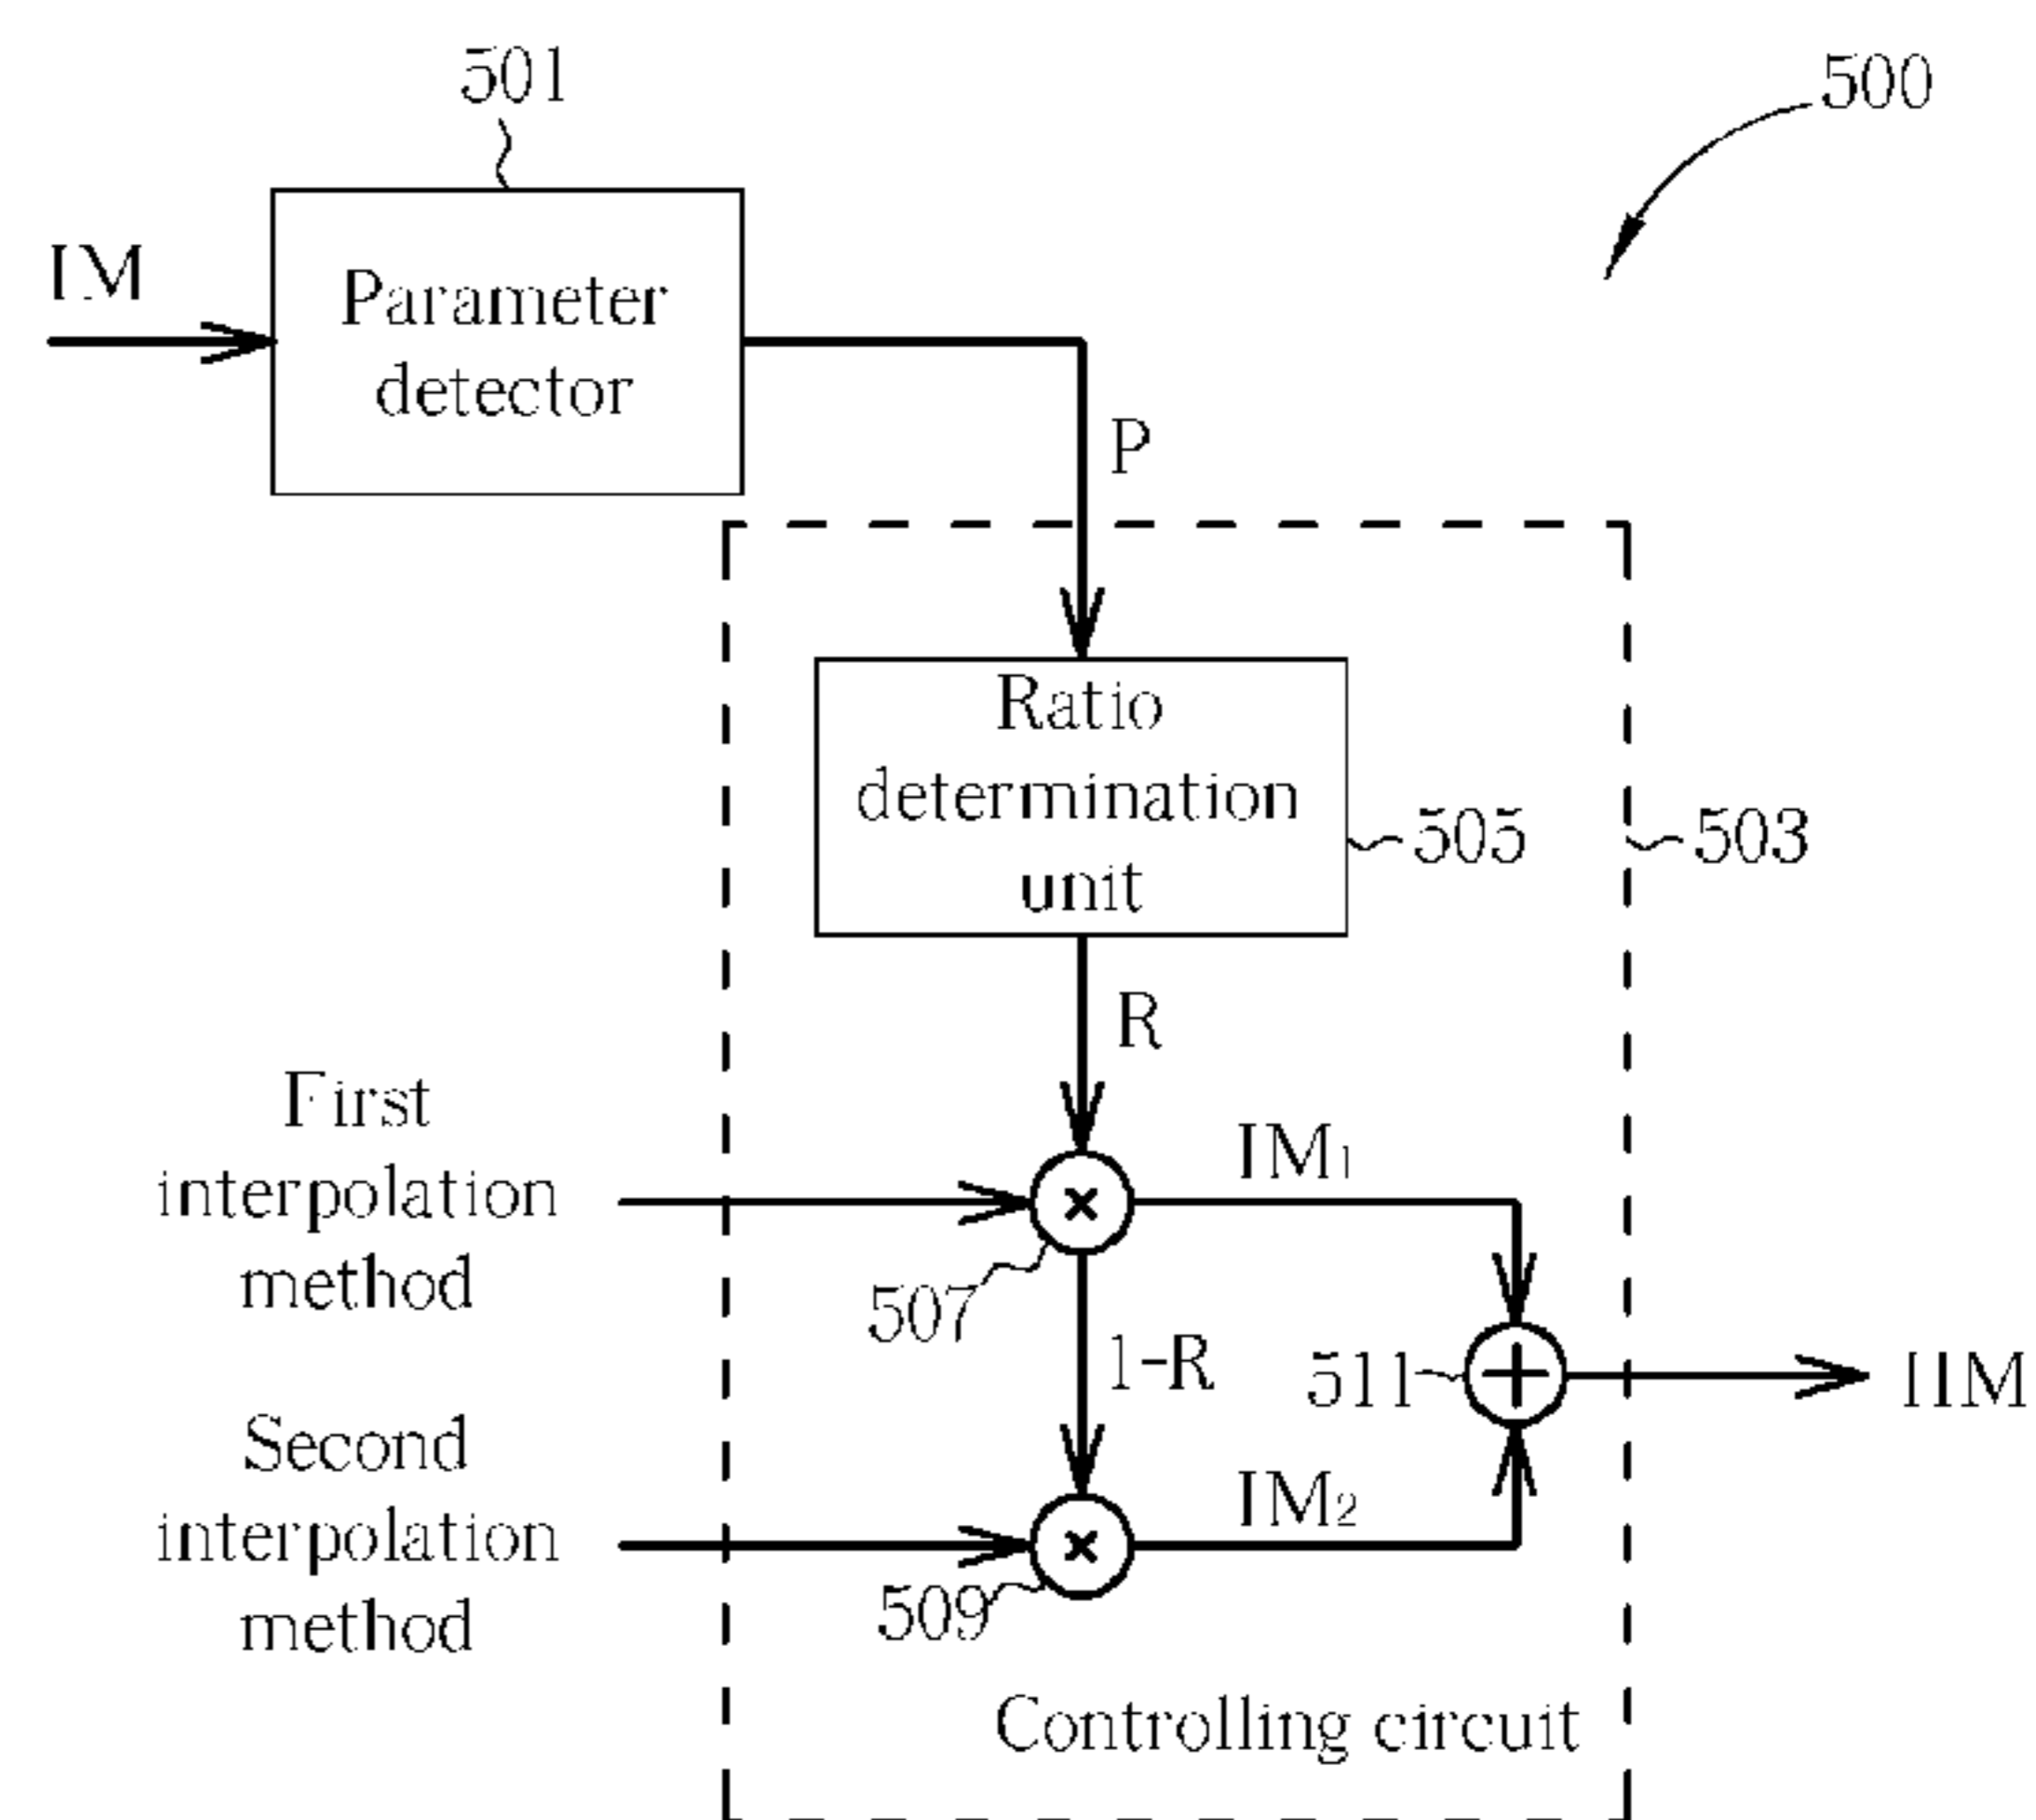 501
500
IM
Parameter
detector
P
Ratio
determination
unit
505
503
R
First
interpolation
method
IM1
507
1-R
511
IIM
Second
interpolation
method
IM2
509
Controlling circuit